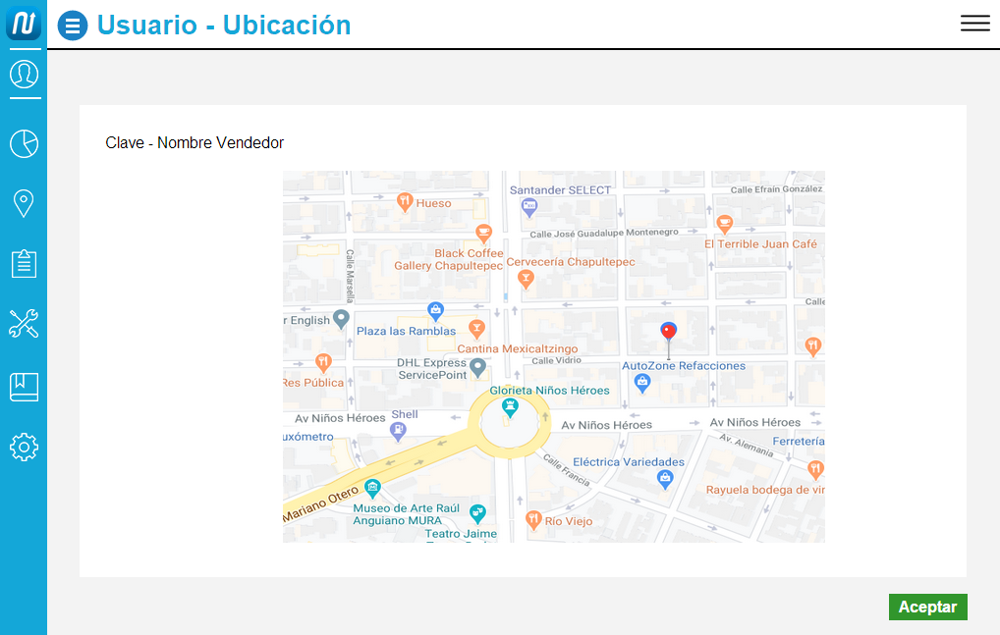 Usuario - Ubicación
Clave - Nombre Vendedor
Santander SELECT
Calle Efraín González
Hueso
Calle José Guadalupe Montenegro
El Terrible Juan Café
Black Coffee
Gallery Chapultepec
Cervecería Chapultepec
Calle Marsella
Calle
r English
Plaza las Ramblas
Cantina Mexicaltzingo
Calle Vidrio
DHL Express
ServicePoint
AutoZone Refacciones
Res Pública
Glorieta Niños Héroes
Av Niños Héroes
Shell
Av Niños Héroes
Av Niños Héroes
uxómetro
Av. Alemania
Ferretería
Calle Francia
Eléctrica Variedades
Rayuela bodega de vir
Mariano Otero
Museo de Arte Raúl
Anguiano MURA
Río Viejo
Teatro Jaime
Aceptar